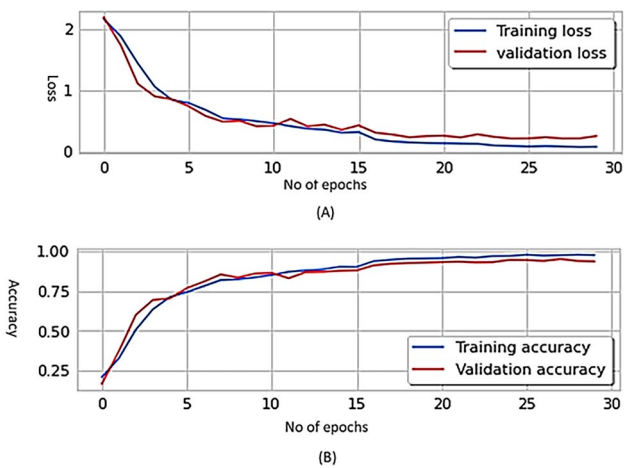 2
1
0
Loss
Training loss
validation loss
0 5 10 15 20 25 30
No of epochs
(A)
1.00
0.75
0.50
0.25
Accuracy
Training accuracy
Validation accuracy
0 5 10 15 20 25 30
No of epochs
(B)